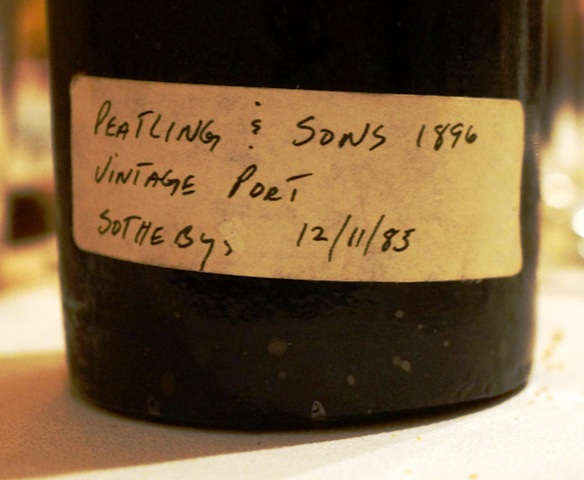 PEATLING & SONS 1896
VINTAGE PORT
SOTHEBYS 12/11/83